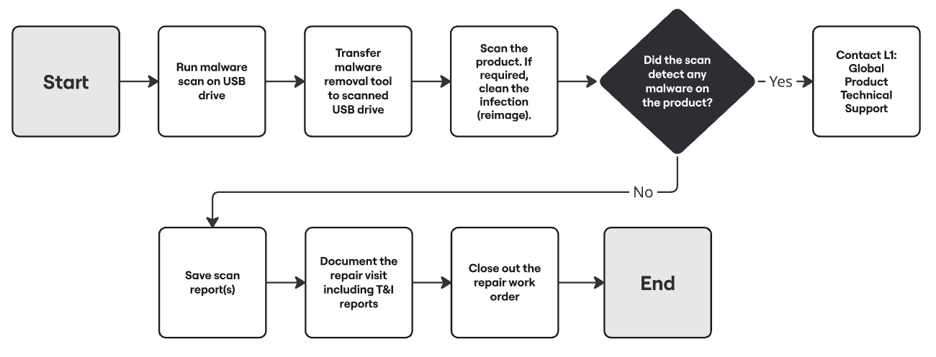 Start
Run malware
scan on USB
drive
Transfer
malware
removal tool
to scanned
USB drive
Scan the
product. If
required,
clean the
infection
(reimage).
Did the scan
detect any
malware on
the product?
Yes
Contact L1:
Global
Product
Technical
Support
No
Save scan
report(s)
Document the
repair visit
including T&I
reports
Close out the
repair work
order
End